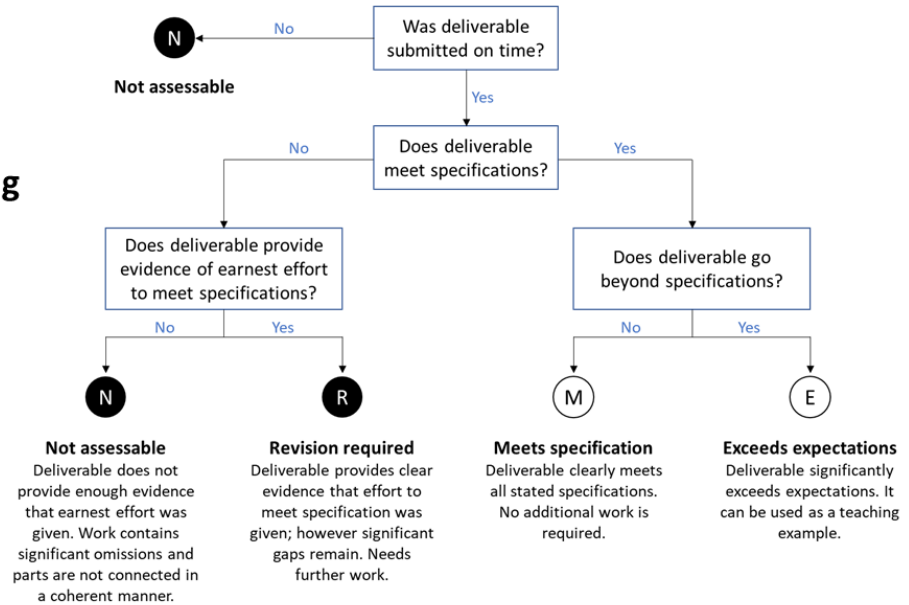 Was deliverable
submitted on time?
No
N
Not assessable
Yes
Does deliverable
meet specifications?
No
Yes
g
Does deliverable provide
evidence of earnest effort
to meet specifications?
Does deliverable go
beyond specifications?
No
Yes
No
Yes
N
R
M
E
Not assessable
Deliverable does not
provide enough evidence
that earnest effort was
given. Work contains
significant omissions and
parts are not connected in
a coherent manner.
Revision required
Deliverable provides clear
evidence that effort to
meet specification was
given; however significant
gaps remain. Needs
further work.
Meets specification
Deliverable clearly meets
all stated specifications.
No additional work is
required.
Exceeds expectations
Deliverable significantly
exceeds expectations. It
can be used as a teaching
example.